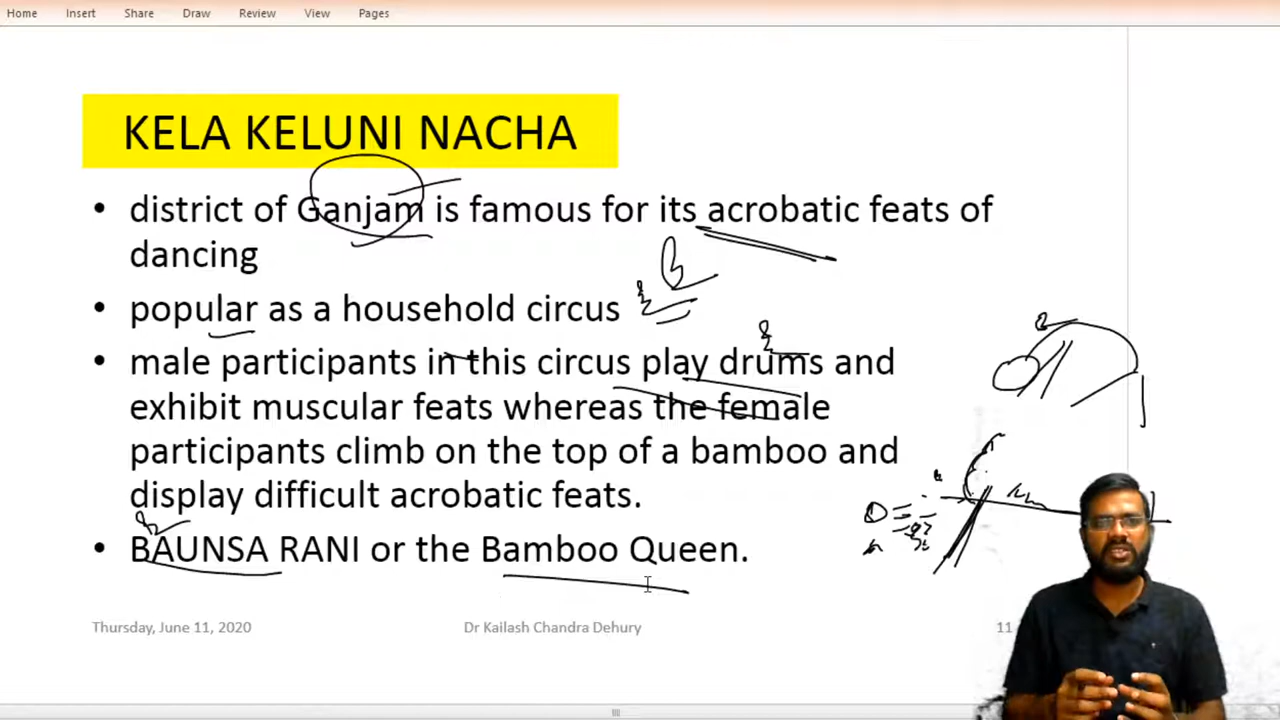 Home Insert Share Draw Review View Pages
KELA KELUNI NACHA
• district of Ganjam is famous for its acrobatic feats of
dancing
• popular as a household circus
• male participants in this circus play drums and
exhibit muscular feats whereas the female
participants climb on the top of a bamboo and
display difficult acrobatic feats.
• BAUNSA RANI or the Bamboo Queen.
Thursday, June 11, 2020 Dr Kailash Chandra Dehury 11